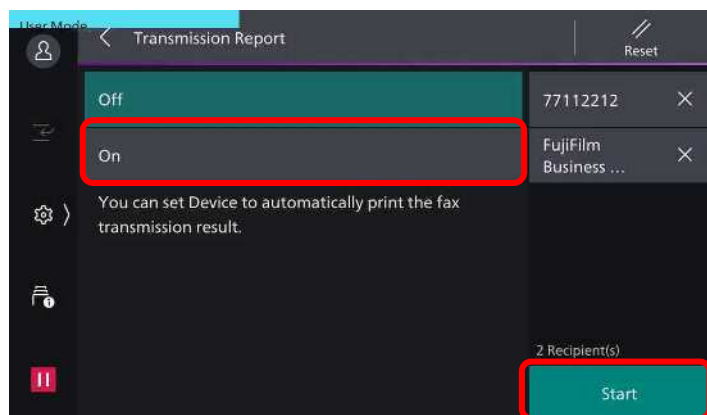 User Mode
Transmission Report
Reset
Off
77112212
On
FujiFilm
Business ...
You can set Device to automatically print the fax
transmission result.
2 Recipient(s)
Start